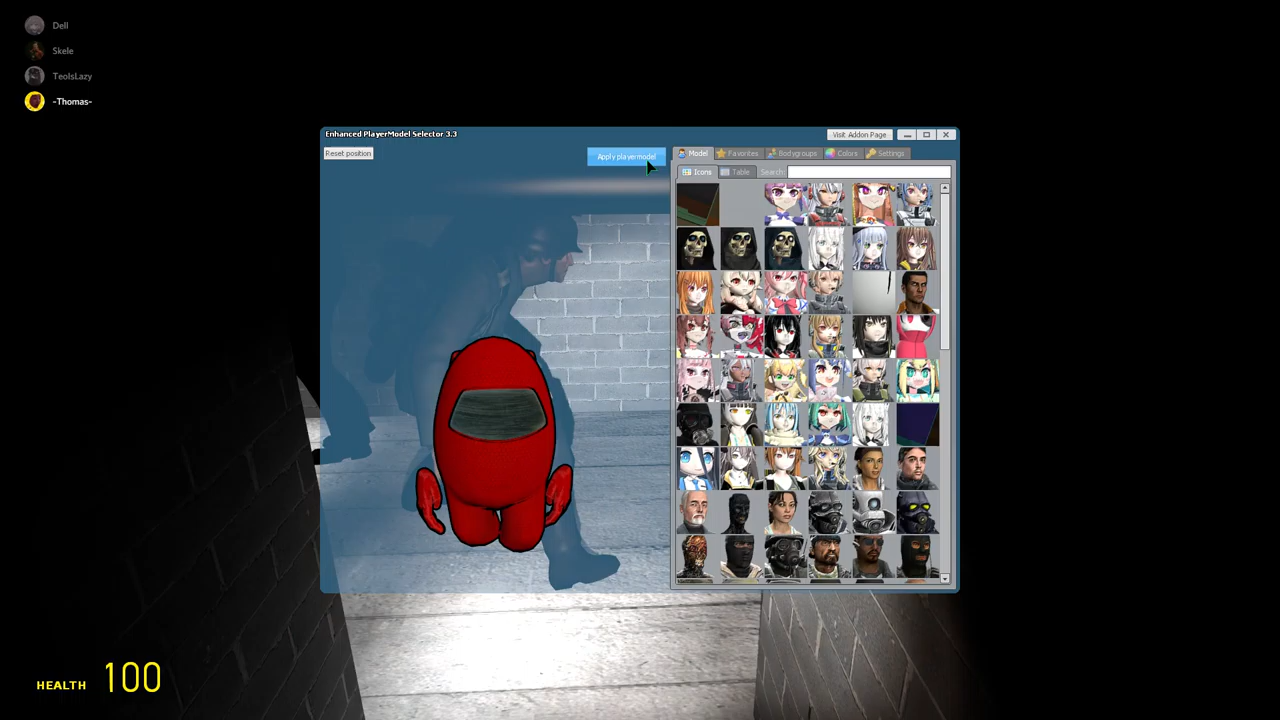 Dell
Skele
TeoIsLazy
-Thomas-
Enhanced PlayerModel Selector 3.3
Visit Addon Page
Reset position
Apply playermodel
Model
Favorites
Bodygroups
Colors
Settings
Icons
Table
Search:
HEALTH 100